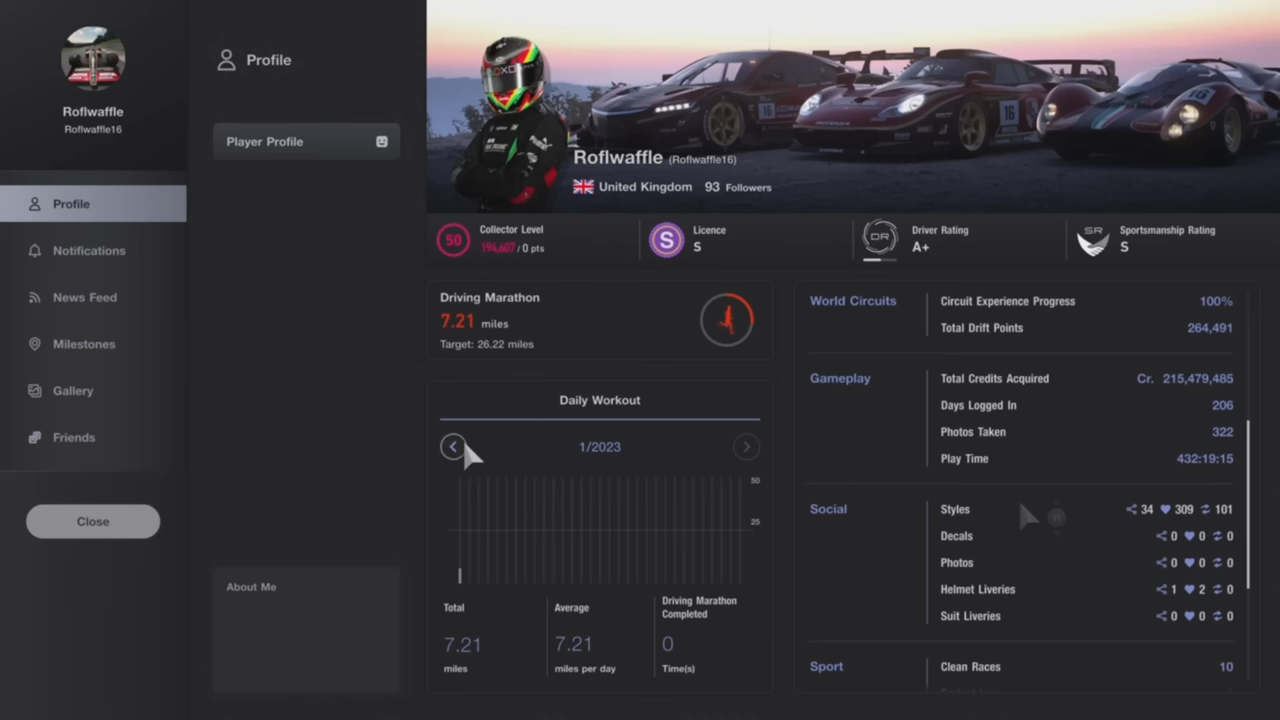 Roflwaffle
Roflwaffle16
Profile
Notifications
News Feed
Milestones
Gallery
Friends
Close
Profile
Player Profile
About Me
Roflwaffle (Roflwaffle16)
United Kingdom 93 Followers
50
Collector Level
194,607 / 0 pts
S
Licence
S
DR
Driver Rating
A+
SR
Sportsmanship Rating
S
Driving Marathon
7.21 miles
Target: 26.22 miles
Daily Workout
1/2023
50
25
Total
7.21
miles
Average
7.21
miles per day
Driving Marathon
Completed
0
Time(s)
World Circuits
Circuit Experience Progress 100%
Total Drift Points 264,491
Gameplay
Total Credits Acquired Cr. 215,479,485
Days Logged In 206
Photos Taken 322
Play Time 432:19:15
Social
Styles 34 309 101
Decals 0 0 0
Photos 0 0 0
Helmet Liveries 1 2 0
Suit Liveries 0 0 0
Sport
Clean Races 10
16
16
16